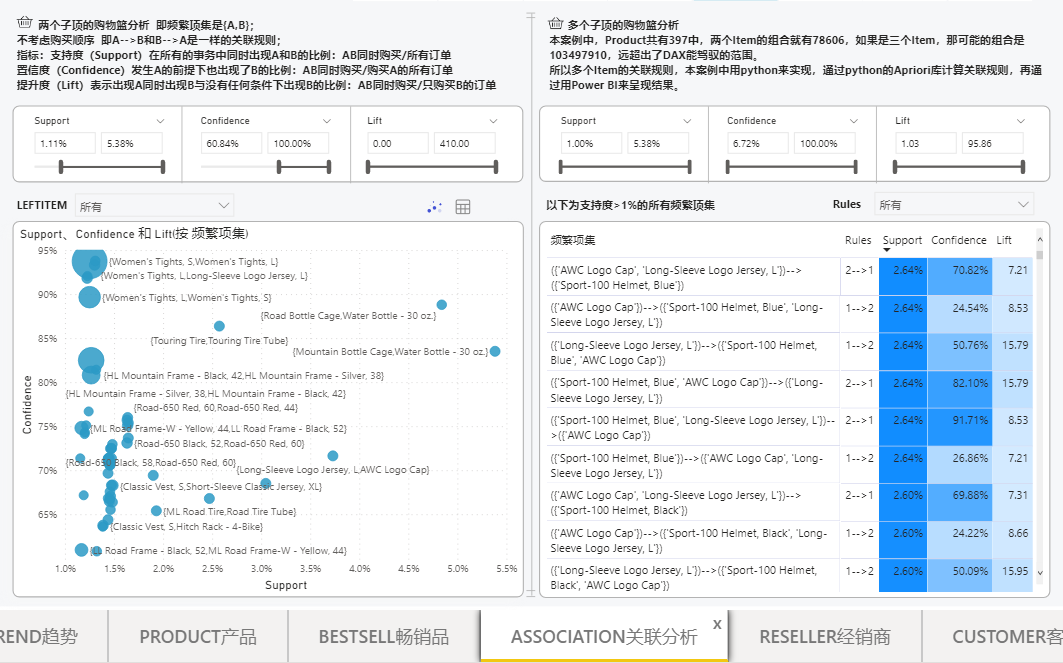 两个子顶的购物篮分析  即频繁顶集是{A,B};
不考虑购买顺序  即A-->B和B-->A是一样的关联规则；
指标：支持度（Support）在所有的事务中同时出现A和B的比例：AB同时购买/所有订单
置信度（Confidence）发生A的前提下也出现了B的比例：AB同时购买/购买A的所有订单
提升度（Lift）表示出现A同时出现B与没有任何条件下出现B的比例：AB同时购买/只购买B的订单
Support
1.11%
5.38%
Confidence
60.84%
100.00%
Lift
0.00
410.00
LEFTITEM
所有
Support、Confidence 和 Lift(按 频繁项集)
95%
90%
85%
80%
75%
70%
65%
Confidence
{Women's Tights, S,Women's Tights, L}
{Women's Tights, L,Long-Sleeve Logo Jersey, L}
{Women's Tights, L,Women's Tights, S}
{Road Bottle Cage,Water Bottle - 30 oz.}
{Touring Tire,Touring Tire Tube}
{Mountain Bottle Cage,Water Bottle - 30 oz.}
{HL Mountain Frame - Black, 42,HL Mountain Frame - Silver, 38}
{HL Mountain Frame - Silver, 38,HL Mountain Frame - Black, 42}
{Road-650 Red, 60,Road-650 Red, 44}
{ML Road Frame-W - Yellow, 44,LL Road Frame - Black, 52}
{Road-650 Black, 52,Road-650 Red, 60}
{Road-650 Black, 58,Road-650 Red, 60}
{Long-Sleeve Logo Jersey, L,AWC Logo Cap}
{Classic Vest, S,Short-Sleeve Classic Jersey, XL}
{ML Road Tire,Road Tire Tube}
{Classic Vest, S,Hitch Rack - 4-Bike}
{LL Road Frame - Black, 52,ML Road Frame-W - Yellow, 44}
1.0%
1.5%
2.0%
2.5%
3.0%
3.5%
4.0%
4.5%
5.0%
5.5%
Support
多个子顶的购物篮分析
本案例中，Product共有397中，两个Item的组合就有78606，如果是三个Item，那可能的组合是
103497910，远超出了DAX能驾驭的范围。
所以多个Item的关联规则，本案例中用python来实现，通过python的Apriori库计算关联规则，再通
过用Power BI来呈现结果。
Support
1.00%
5.38%
Confidence
6.72%
100.00%
Lift
1.03
95.86
以下为支持度>1%的所有频繁顶集
Rules
所有
频繁项集 Rules Support Confidence Lift
({'AWC Logo Cap', 'Long-Sleeve Logo Jersey, L'})-->
({'Sport-100 Helmet, Blue'}) 2-->1 2.64% 70.82% 7.21
({'AWC Logo Cap'})-->({'Sport-100 Helmet, Blue', 'Long-
Sleeve Logo Jersey, L'}) 1-->2 2.64% 24.54% 8.53
({'Long-Sleeve Logo Jersey, L'})-->({'Sport-100 Helmet,
Blue', 'AWC Logo Cap'}) 1-->2 2.64% 50.76% 15.79
({'Sport-100 Helmet, Blue', 'AWC Logo Cap'})-->({'Long-
Sleeve Logo Jersey, L'}) 2-->1 2.64% 82.10% 15.79
({'Sport-100 Helmet, Blue', 'Long-Sleeve Logo Jersey, L'})--
>({'AWC Logo Cap'}) 2-->1 2.64% 91.71% 8.53
({'Sport-100 Helmet, Blue'})-->({'AWC Logo Cap', 'Long-
Sleeve Logo Jersey, L'}) 1-->2 2.64% 26.86% 7.21
({'AWC Logo Cap', 'Long-Sleeve Logo Jersey, L'})-->
({'Sport-100 Helmet, Black'}) 2-->1 2.60% 69.88% 7.31
({'AWC Logo Cap'})-->({'Sport-100 Helmet, Black', 'Long-
Sleeve Logo Jersey, L'}) 1-->2 2.60% 24.22% 8.66
({'Long-Sleeve Logo Jersey, L'})-->({'Sport-100 Helmet,
Black', 'AWC Logo Cap'}) 1-->2 2.60% 50.09% 15.95
REND趋势
PRODUCT产品
BESTSELL畅销品
ASSOCIATION关联分析
x
RESELLER经销商
CUSTOMER客